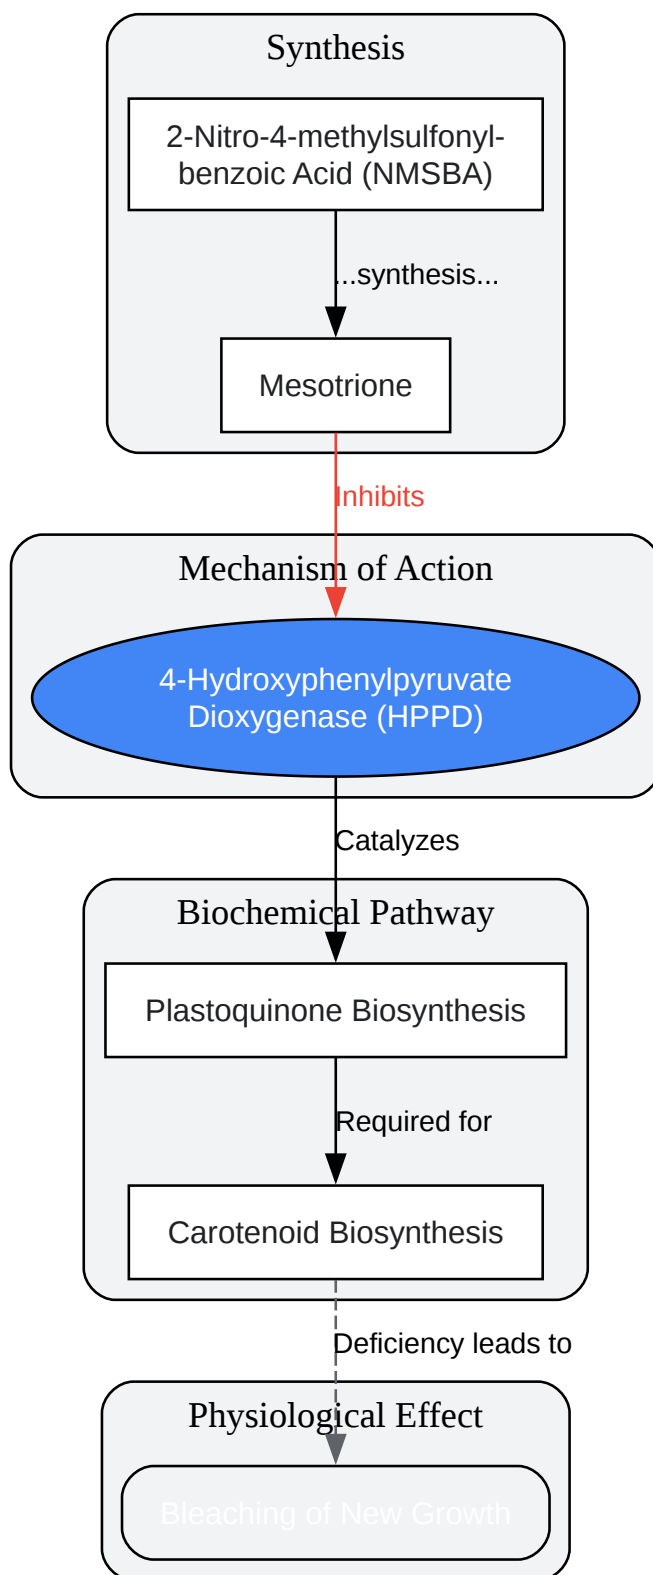 Synthesis
2-Nitro-4-methylsulfonyl-
benzoic Acid (NMSBA)
...synthesis...
Mesotrione
Inhibits
Mechanism of Action
4-Hydroxyphenylpyruvate
Dioxygenase (HPPD)
Catalyzes
Biochemical Pathway
Plastoquinone Biosynthesis
Required for
Carotenoid Biosynthesis
Deficiency leads to
Physiological Effect
Bleaching of New Growth